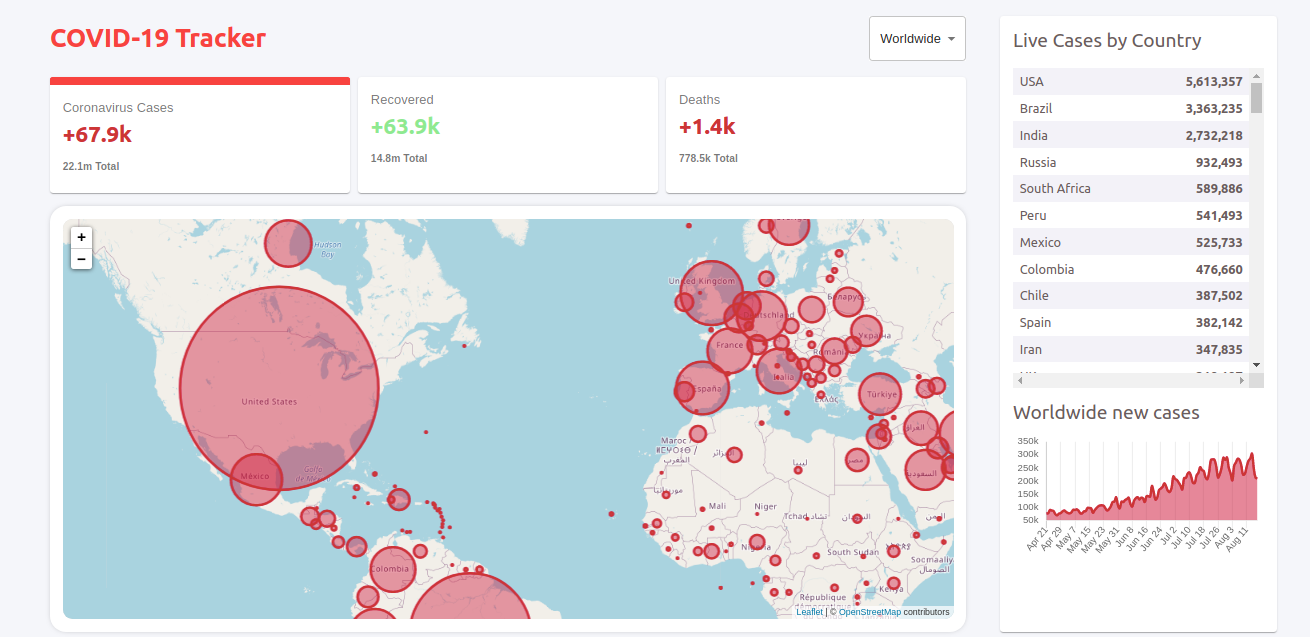 COVID-19 Tracker
Worldwide
Coronavirus Cases
+67.9k
22.1m Total
Recovered
+63.9k
14.8m Total
Deaths
+1.4k
778.5k Total
+
−
Hudson
Bay
United States
México
Golfo
Colombia
United Kingdom
Deutschland
Беларусь
Україна
France
România
Italia
España
Ελλάς
Türkiye
العراق
السعودية
مصر
ليبيا
الجزائر
Maroc /
ⵍⵎⵖⵔⵉⴱ /
المغرب
موريتانيا
Mali
Niger
Tchad تشاد
السودان
اليمن
Nigeria
South Sudan
Soomaaliya
الصومال
Kenya
République
Leaflet | © OpenStreetMap contributors
Live Cases by Country
USA 5,613,357
Brazil 3,363,235
India 2,732,218
Russia 932,493
South Africa 589,886
Peru 541,493
Mexico 525,733
Colombia 476,660
Chile 387,502
Spain 382,142
Iran 347,835
Worldwide new cases
350k
300k
250k
200k
150k
100k
50k
Apr 21
Apr 29
May 7
May 15
May 23
May 31
Jun 8
Jun 16
Jun 24
Jul 2
Jul 10
Jul 18
Jul 26
Aug 3
Aug 11